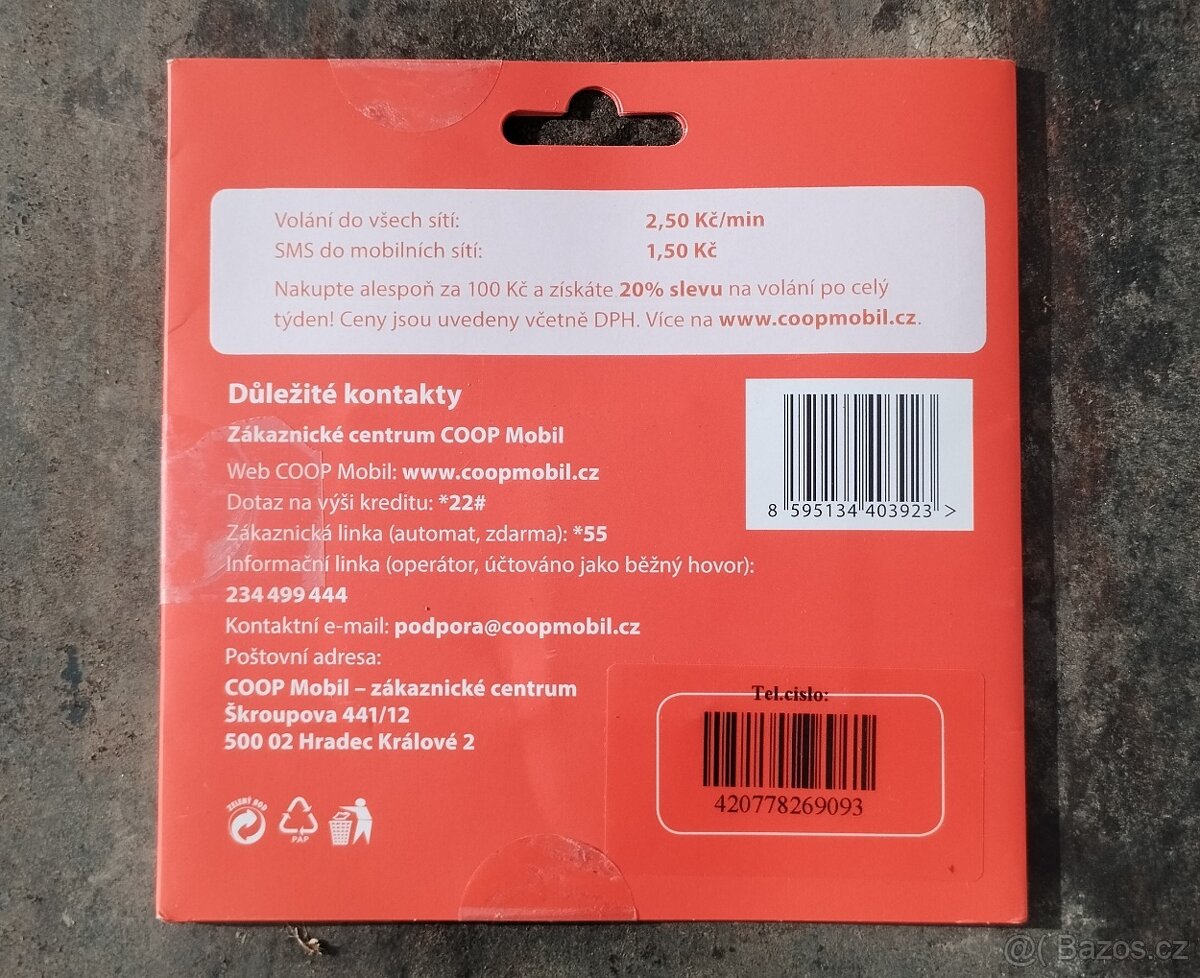 Volání do všech sítí: 2,50 Kč/min
SMS do mobilních sítí: 1,50 Kč
Nakupte alespoň za 100 Kč a získáte 20% slevu na volání po celý
týden! Ceny jsou uvedeny včetně DPH. Více na www.coopmobil.cz.
Důležité kontakty
Zákaznické centrum COOP Mobil
Web COOP Mobil: www.coopmobil.cz
Dotaz na výši kreditu: *22#
Zákaznická linka (automat, zdarma): *55
Informační linka (operátor, účtováno jako běžný hovor):
234 499 444
Kontaktní e-mail: podpora@coopmobil.cz
Poštovní adresa:
COOP Mobil – zákaznické centrum
Škroupova 441/12
500 02 Hradec Králové 2
8 595134 403923 >
Tel.cislo:
420778269093
ZELENÝ BOD
PAP
@( Bazos.cz